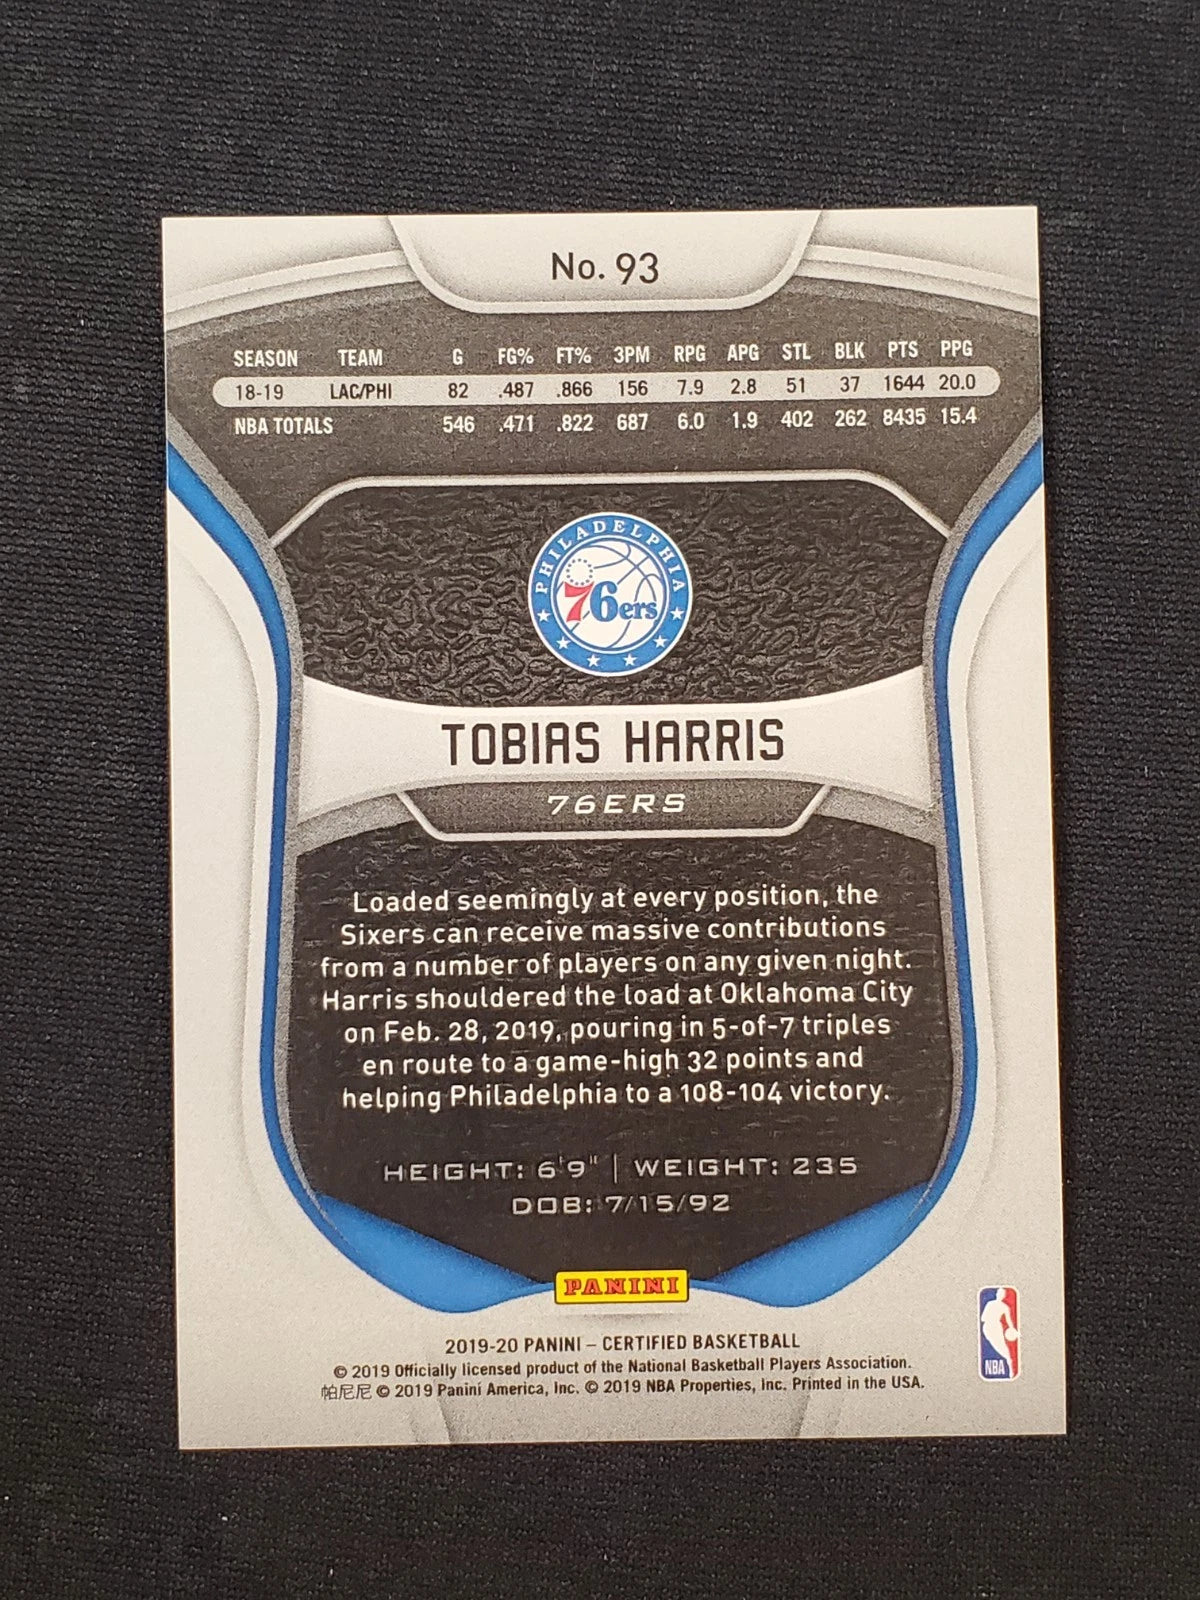 No. 93
SEASON TEAM G FG% FT% 3PM RPG APG STL BLK PTS PPG
18-19 LAC/PHI 82 .487 .866 156 7.9 2.8 51 37 1644 20.0
NBA TOTALS 546 .471 .822 687 6.0 1.9 402 262 8435 15.4
PHILADELPHIA
76ers
TOBIAS HARRIS
76ERS
Loaded seemingly at every position, the
Sixers can receive massive contributions
from a number of players on any given night.
Harris shouldered the load at Oklahoma City
on Feb. 28, 2019, pouring in 5-of-7 triples
en route to a game-high 32 points and
helping Philadelphia to a 108-104 victory.
HEIGHT: 6'9" | WEIGHT: 235
DOB: 7/15/92
PANINI
2019-20 PANINI – CERTIFIED BASKETBALL
© 2019 Officially licensed product of the National Basketball Players Association.
帕尼尼 © 2019 Panini America, Inc. © 2019 NBA Properties, Inc. Printed in the USA.
NBA